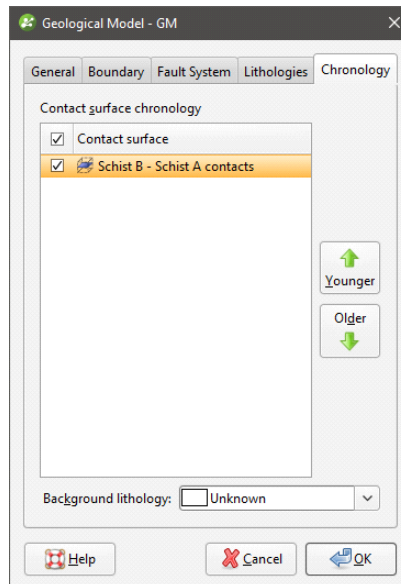 Geological Model - GM
General Boundary Fault System Lithologies Chronology
Contact surface chronology
Contact surface
Schist B - Schist A contacts
Younger
Older
Background lithology: Unknown
Help Cancel OK